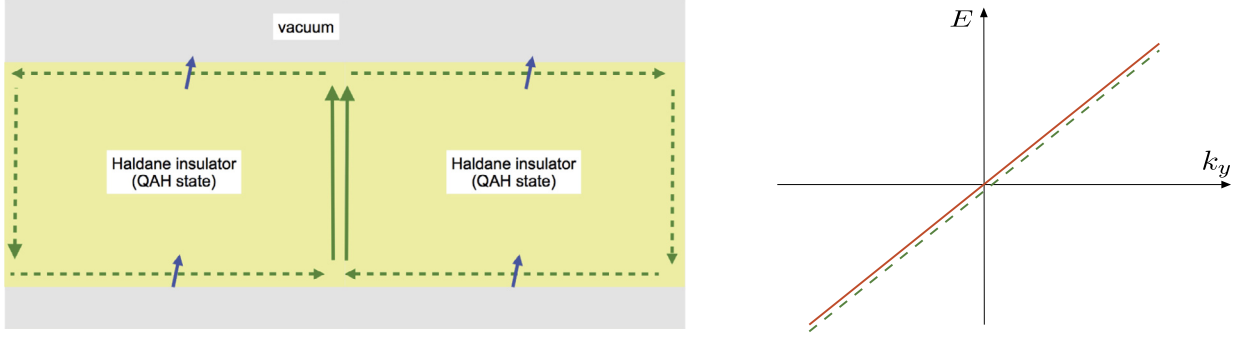 vacuum
E
Haldane insulator
(QAH state)
Haldane insulator
(QAH state)
k_y